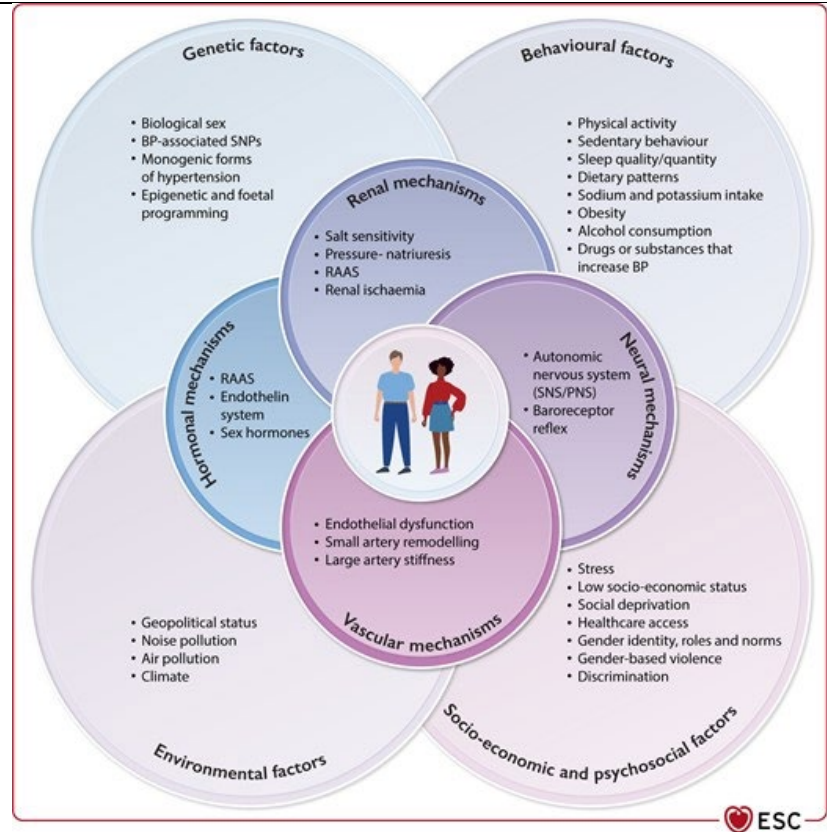 Genetic factors
• Biological sex
• BP-associated SNPs
• Monogenic forms
of hypertension
• Epigenetic and foetal
programming
Behavioural factors
• Physical activity
• Sedentary behaviour
• Sleep quality/quantity
• Dietary patterns
• Sodium and potassium intake
• Obesity
• Alcohol consumption
• Drugs or substances that
increase BP
Renal mechanisms
• Salt sensitivity
• Pressure- natriuresis
• RAAS
• Renal ischaemia
Hormonal mechanisms
• RAAS
• Endothelin
system
• Sex hormones
Neural mechanisms
• Autonomic
nervous system
(SNS/PNS)
• Baroreceptor
reflex
• Endothelial dysfunction
• Small artery remodelling
• Large artery stiffness
Vascular mechanisms
• Geopolitical status
• Noise pollution
• Air pollution
• Climate
Environmental factors
• Stress
• Low socio-economic status
• Social deprivation
• Healthcare access
• Gender identity, roles and norms
• Gender-based violence
• Discrimination
Socio-economic and psychosocial factors
ESC